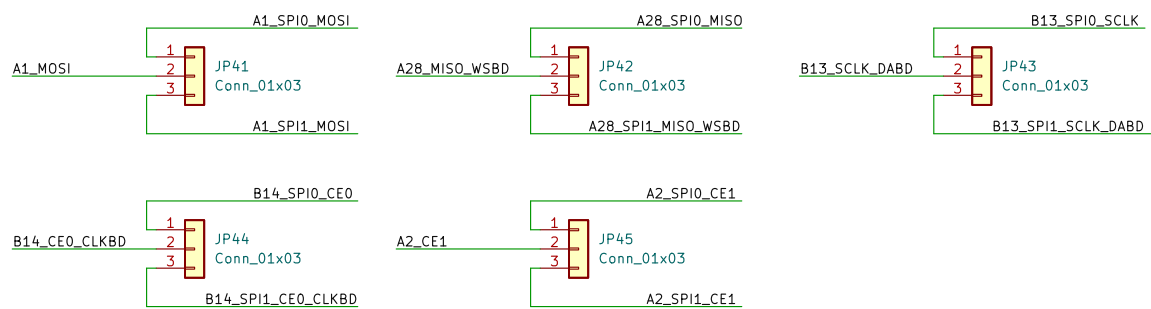 A1_SPI0_MOSI
1
A1_MOSI
2
3
JP41
Conn_01x03
A1_SPI1_MOSI
A28_SPI0_MISO
1
A28_MISO_WSBD
2
3
JP42
Conn_01x03
A28_SPI1_MISO_WSBD
B13_SPI0_SCLK
1
B13_SCLK_DABD
2
3
JP43
Conn_01x03
B13_SPI1_SCLK_DABD
B14_SPI0_CE0
1
B14_CE0_CLKBD
2
3
JP44
Conn_01x03
B14_SPI1_CE0_CLKBD
A2_SPI0_CE1
1
A2_CE1
2
3
JP45
Conn_01x03
A2_SPI1_CE1